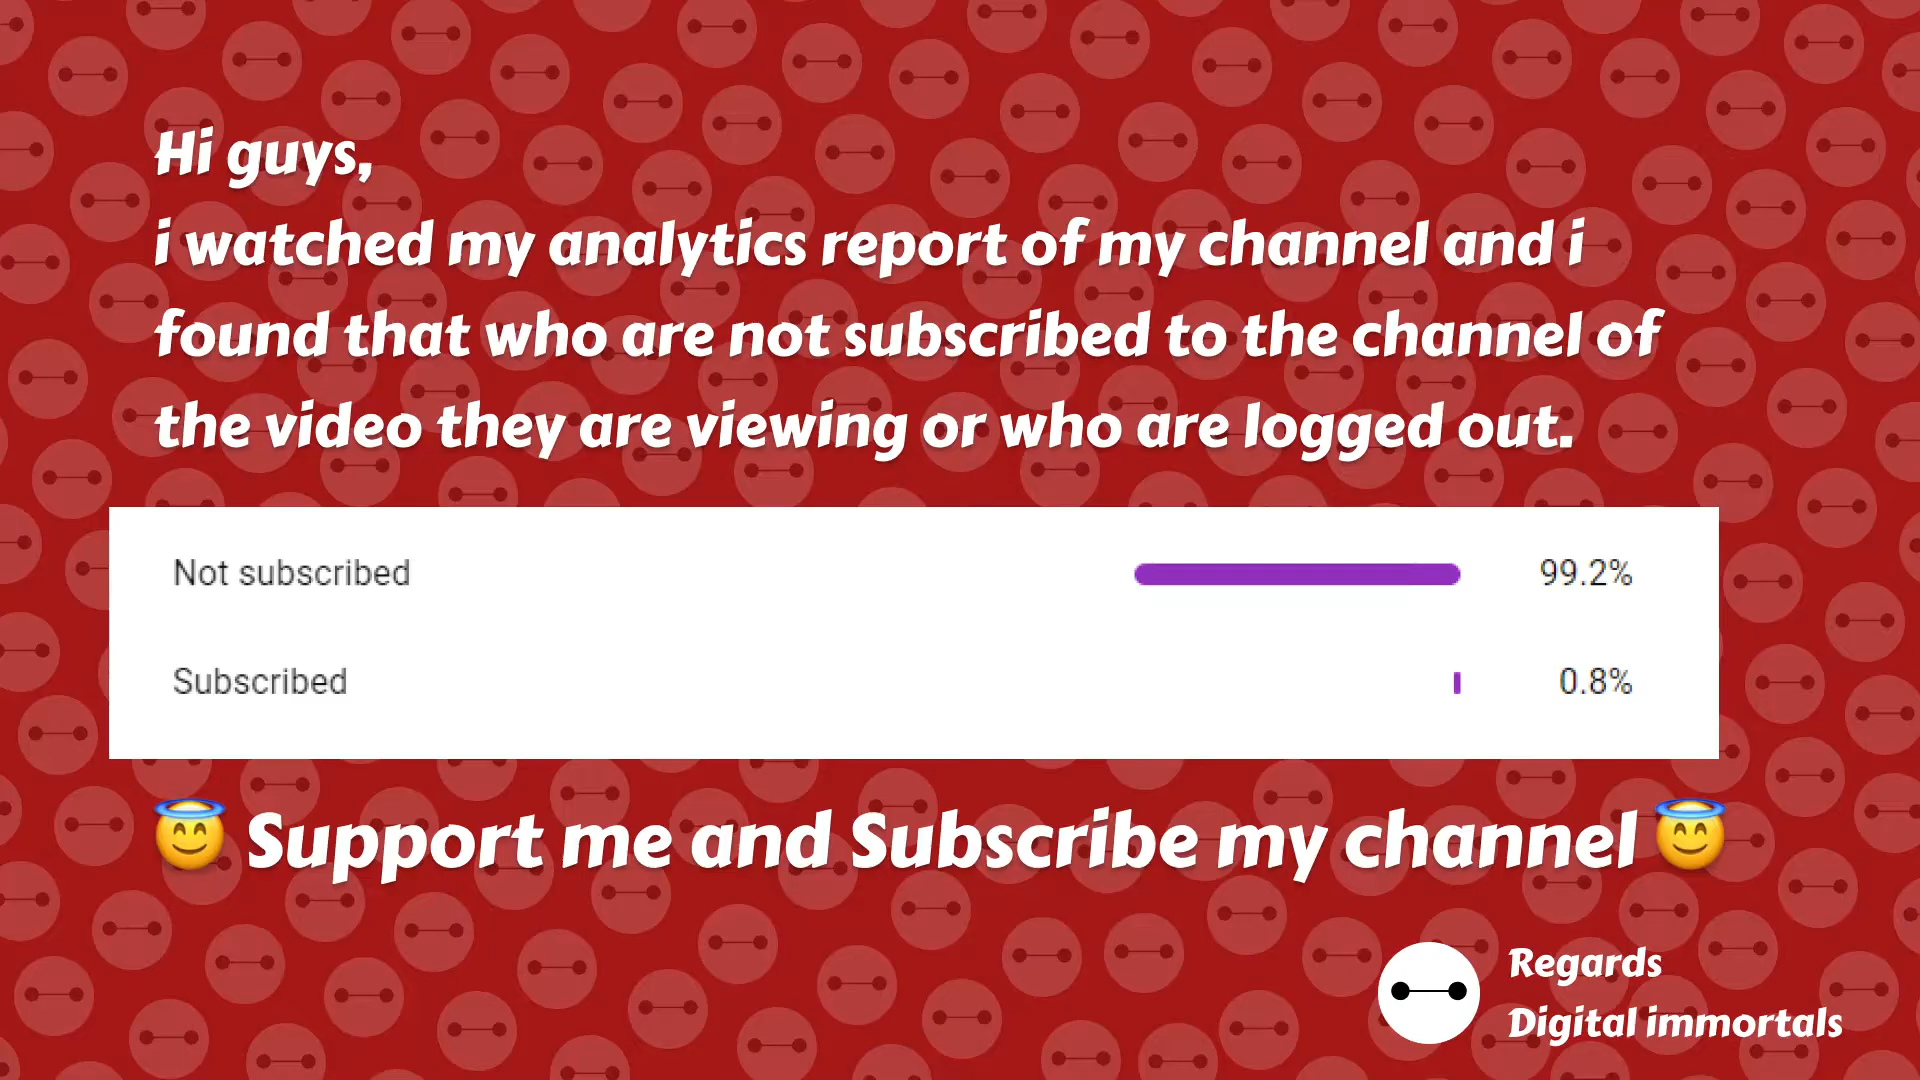 Hi guys,
i watched my analytics report of my channel and i
found that who are not subscribed to the channel of
the video they are viewing or who are logged out.
Not subscribed 99.2%
Subscribed 0.8%
😇 Support me and Subscribe my channel 😇
Regards
Digital immortals